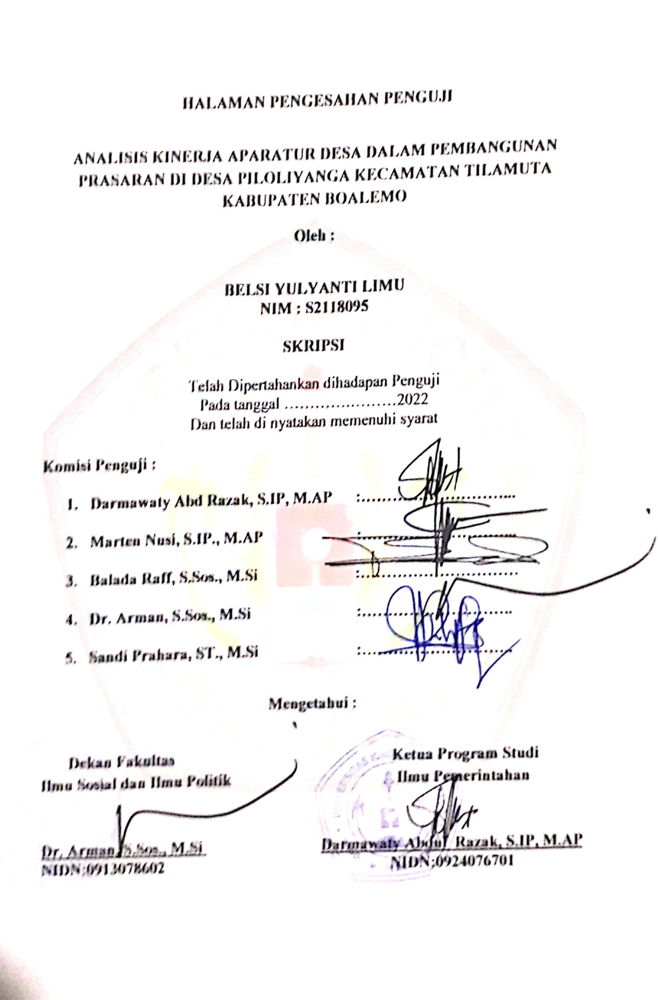 HALAMAN PENGESAHAN PENGUJI
ANALISIS KINERJA APARATUR DESA DALAM PEMBANGUNAN
PRASARAN DI DESA PILOLIYANGA KECAMATAN TILAMUTA
KABUPATEN BOALEMO
Oleh :
BELSI YULYANTI LIMU
NIM : S2118095
SKRIPSI
Telah Dipertahankan dihadapan Penguji
Pada tanggal ......................2022
Dan telah di nyatakan memenuhi syarat
Komisi Penguji :
1. Darmawaty Abd Razak, S.IP, M.AP :..............................
2. Marten Nusi, S.IP., M.AP :..............................
3. Balada Raff, S.Sos., M.Si :..............................
4. Dr. Arman, S.Sos., M.Si :..............................
5. Sandi Prahara, ST., M.Si :..............................
Mengetahui :
Dekan Fakultas
Ilmu Sosial dan Ilmu Politik
Dr. Arman, S.Sos., M.Si
NIDN:0913078602
Ketua Program Studi
Ilmu Pemerintahan
Darmawaty Abdul Razak, S.IP, M.AP
NIDN:0924076701